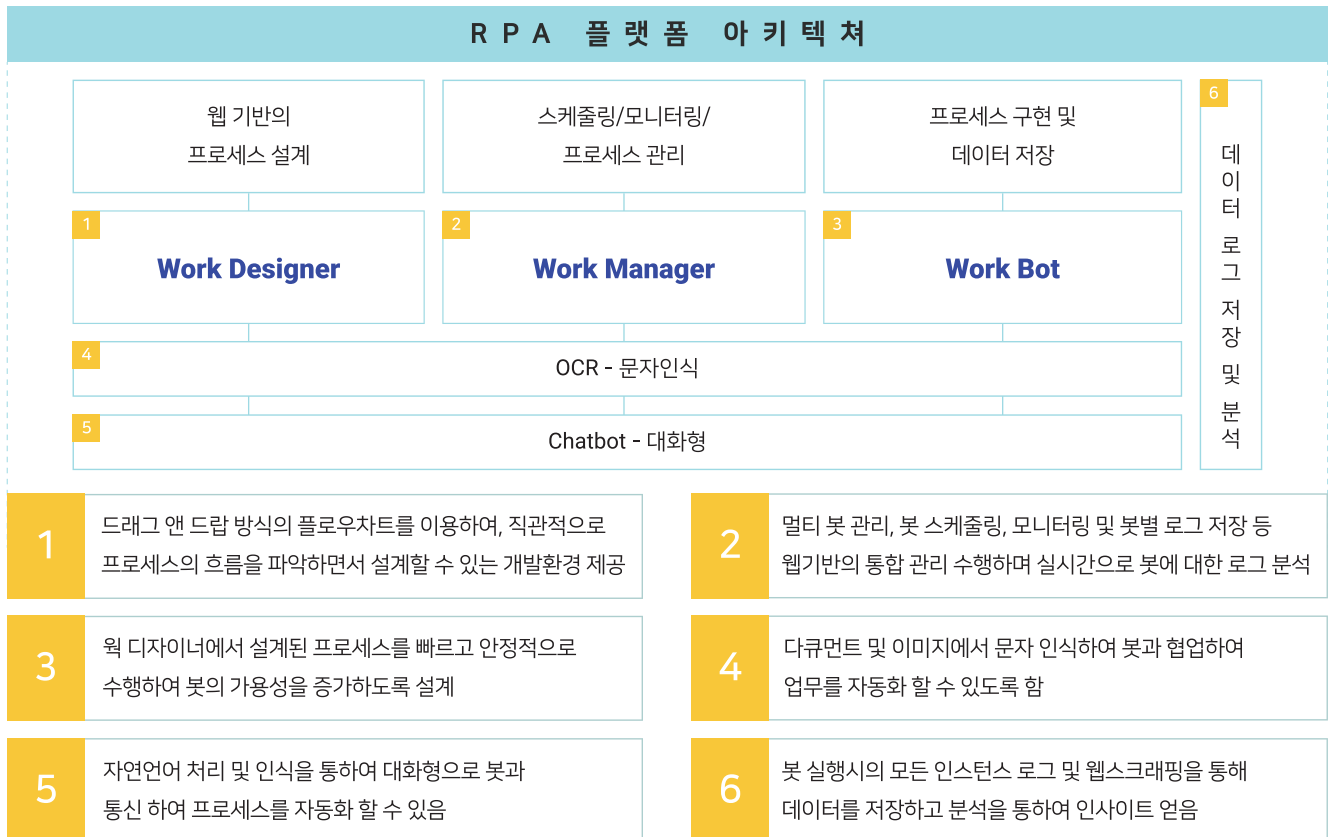 RPA 플랫폼 아키텍쳐
웹 기반의
프로세스 설계
스케줄링/모니터링/
프로세스 관리
프로세스 구현 및
데이터 저장
1
Work Designer
2
Work Manager
3
Work Bot
4
OCR - 문자인식
5
Chatbot - 대화형
6
데이터 로그 저장 및 분석
1
드래그 앤 드랍 방식의 플로우차트를 이용하여, 직관적으로
프로세스의 흐름을 파악하면서 설계할 수 있는 개발환경 제공
2
멀티 봇 관리, 봇 스케줄링, 모니터링 및 봇별 로그 저장 등
웹기반의 통합 관리 수행하며 실시간으로 봇에 대한 로그 분석
3
웍 디자이너에서 설계된 프로세스를 빠르고 안정적으로
수행하여 봇의 가용성을 증가하도록 설계
4
다큐먼트 및 이미지에서 문자 인식하여 봇과 협업하여
업무를 자동화 할 수 있도록 함
5
자연언어 처리 및 인식을 통하여 대화형으로 봇과
통신 하여 프로세스를 자동화 할 수 있음
6
봇 실행시의 모든 인스턴스 로그 및 웹스크래핑을 통해
데이터를 저장하고 분석을 통하여 인사이트 얻음